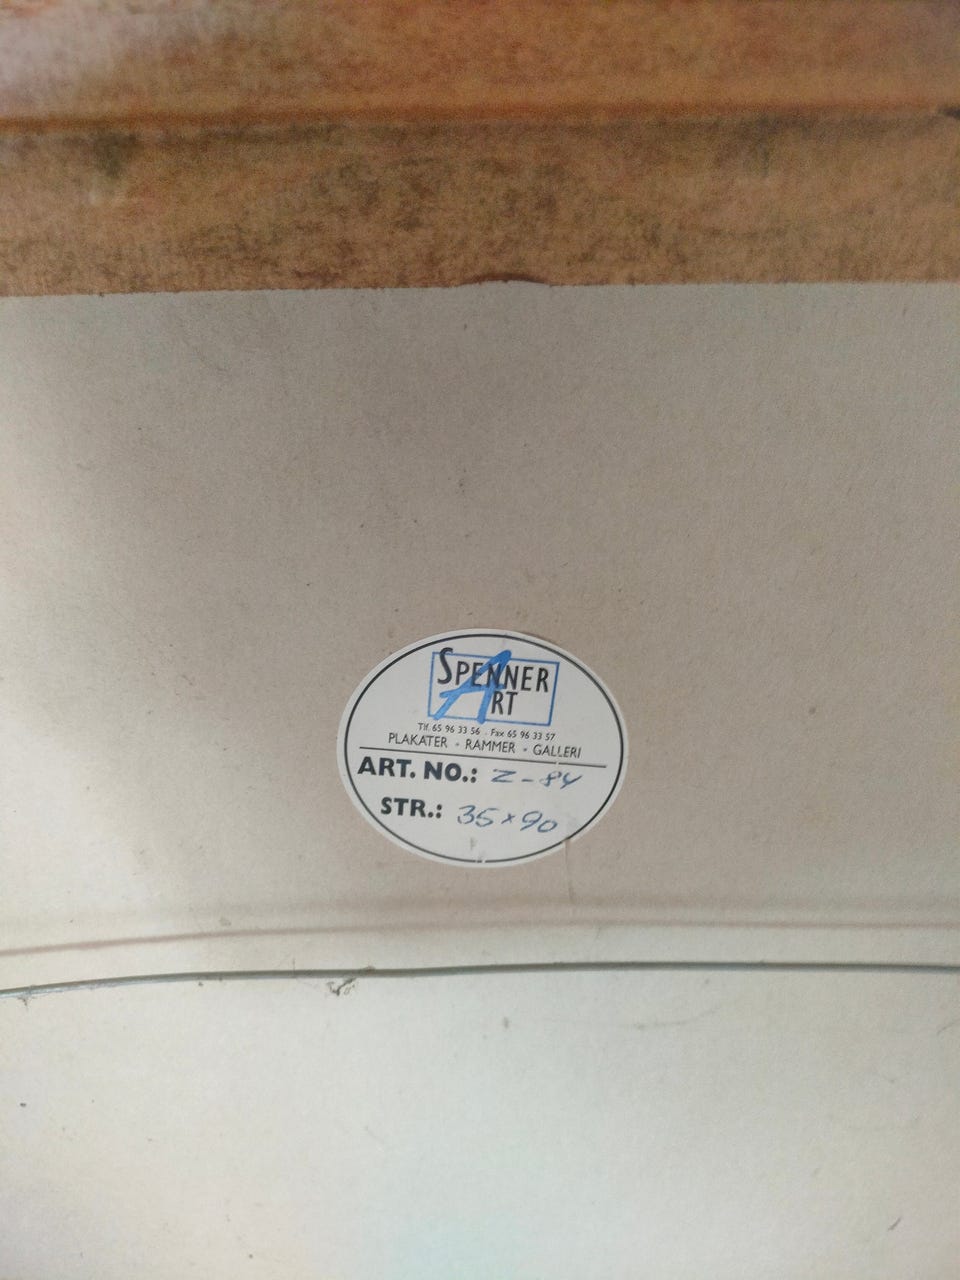 SPENNER
ART
Tlf. 65 96 33 56 . Fax 65 96 33 57
PLAKATER - RAMMER - GALLERI
ART. NO.: Z-84
STR.: 35 x 90